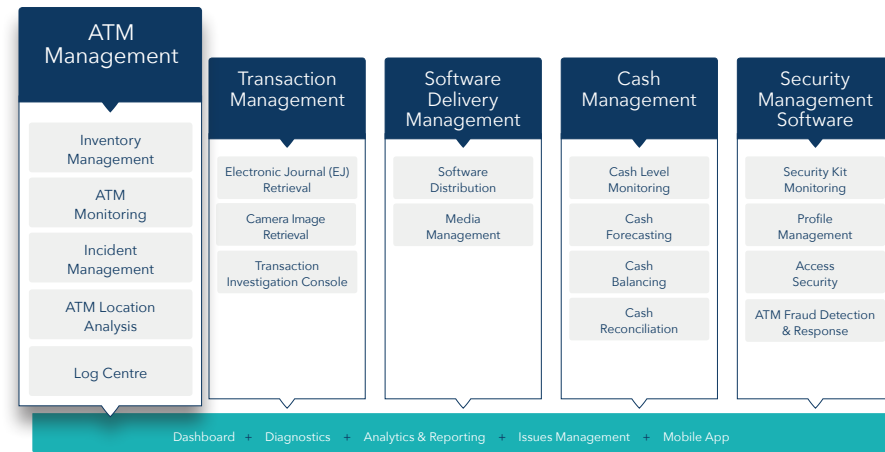 ATM
Management
Inventory
Management
ATM
Monitoring
Incident
Management
ATM Location
Analysis
Log Centre
Transaction
Management
Electronic Journal (EJ)
Retrieval
Camera Image
Retrieval
Transaction
Investigation Console
Software
Delivery
Management
Software
Distribution
Media
Management
Cash
Management
Cash Level
Monitoring
Cash
Forecasting
Cash
Balancing
Cash
Reconciliation
Security
Management
Software
Security Kit
Monitoring
Profile
Management
Access
Security
ATM Fraud Detection
& Response
Dashboard + Diagnostics + Analytics & Reporting + Issues Management + Mobile App